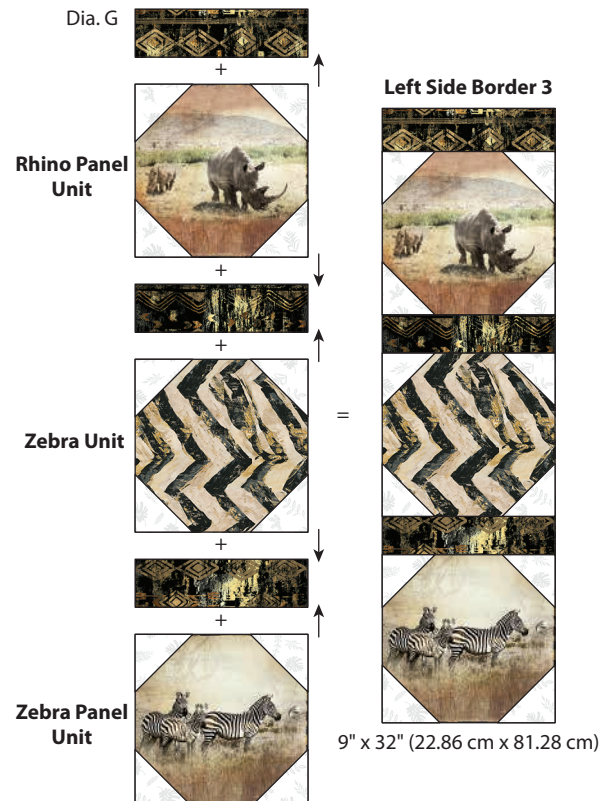 Dia. G
+
Rhino Panel
Unit
+
+
Zebra Unit
+
+
Zebra Panel
Unit
=
Left Side Border 3
9" x 32" (22.86 cm x 81.28 cm)